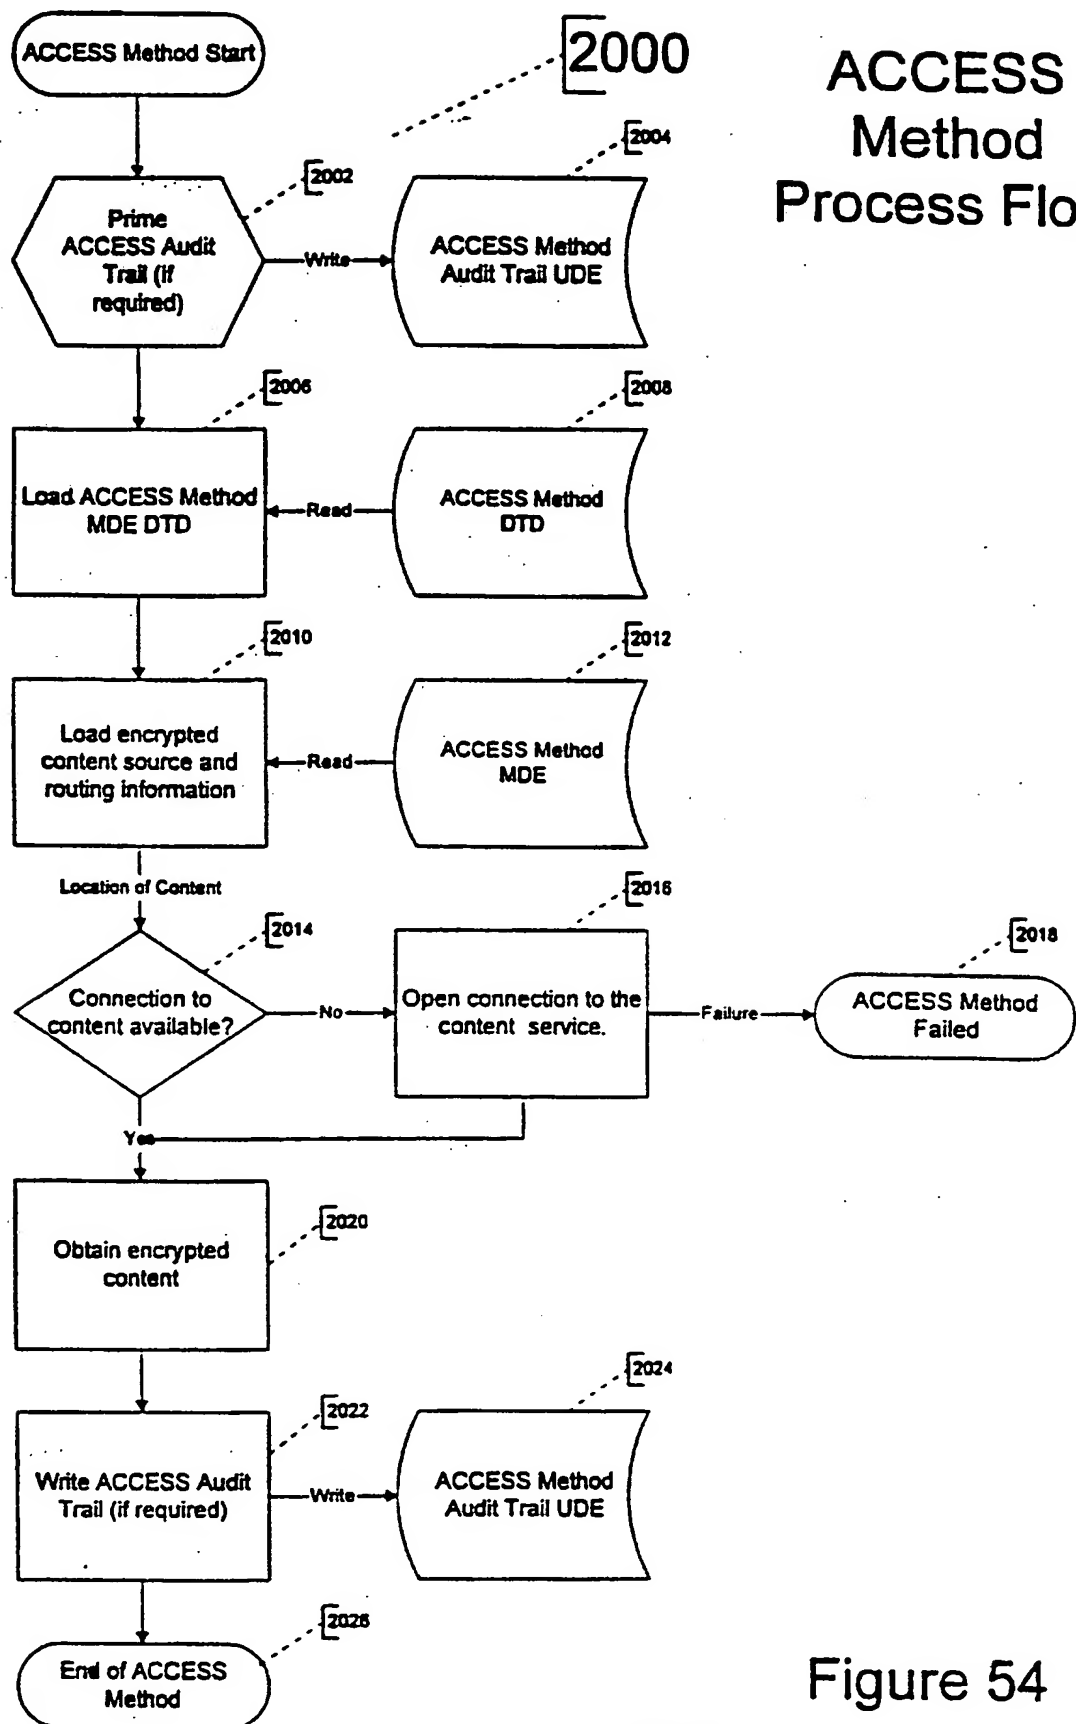 ACCESS Method Start
2000
ACCESS
Method
Process Flo
2002
2004
Prime
ACCESS Audit
Trail (if
required)
Write
ACCESS Method
Audit Trail UDE
2006
2008
Load ACCESS Method
MDE DTD
Read
ACCESS Method
DTD
2010
2012
Load encrypted
content source and
routing information
Read
ACCESS Method
MDE
Location of Content
2014
2016
2018
Connection to
content available?
No
Open connection to the
content service.
Failure
ACCESS Method
Failed
Yes
2020
Obtain encrypted
content
2022
2024
Write ACCESS Audit
Trail (if required)
Write
ACCESS Method
Audit Trail UDE
2026
End of ACCESS
Method
Figure 54